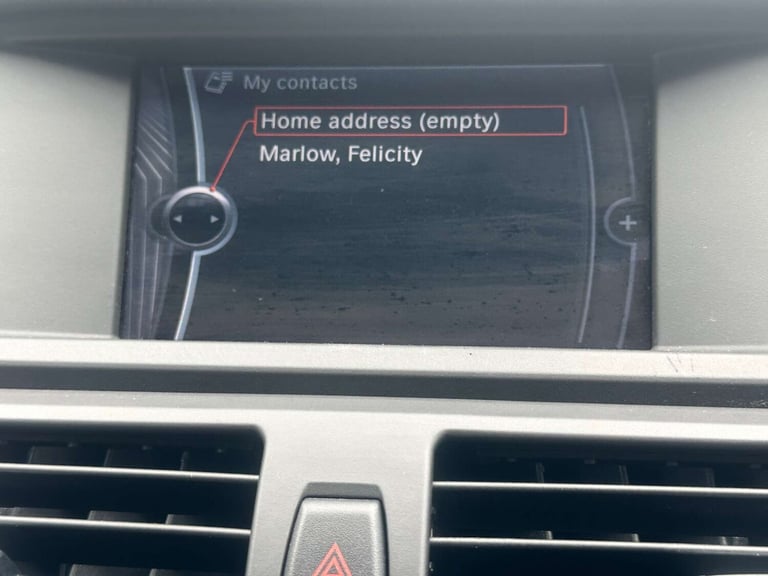 My contacts
Home address (empty)
Marlow, Felicity